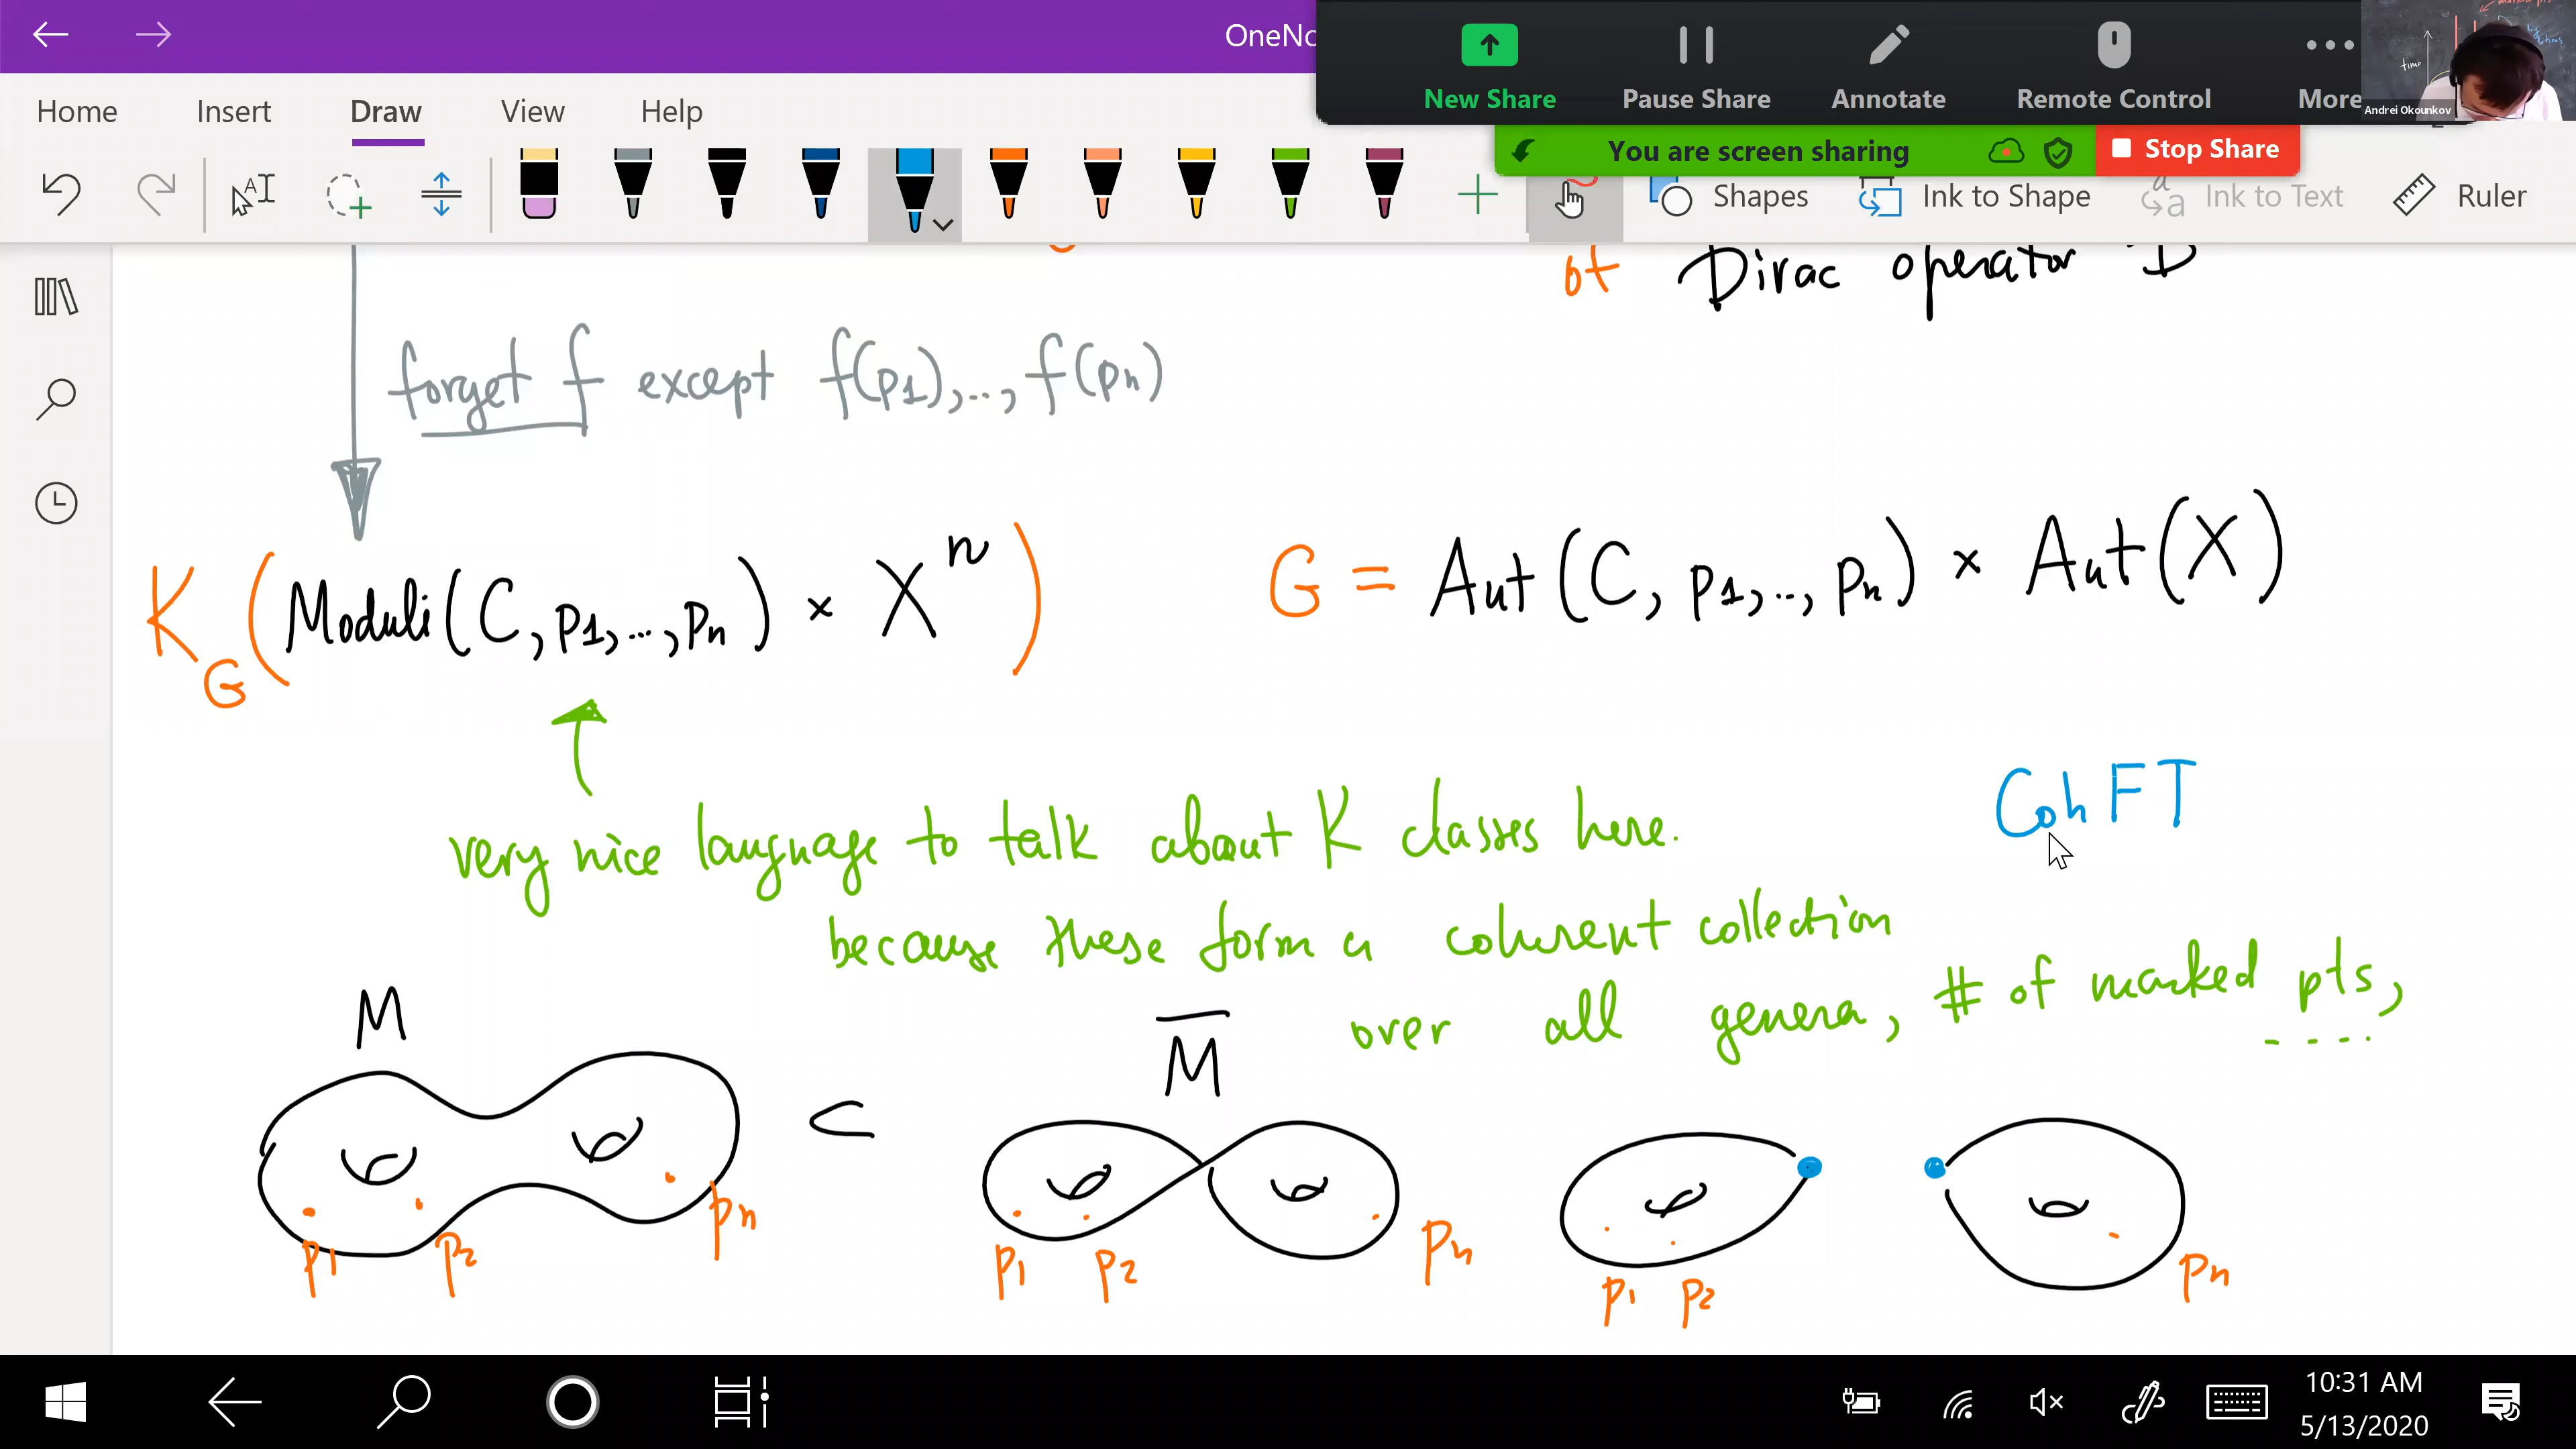 OneNo
New Share
Pause Share
Annotate
Remote Control
More
time
Andrei Okounkov
You are screen sharing
Stop Share
Home
Insert
Draw
View
Help
Shapes
Ink to Shape
Ink to Text
Ruler
of Dirac operator D
forget f except f(p1),..,, f(pn)
K_G ( Moduli(C, p1,...,pn) × X^n )
G = Aut(C, p1,.., pn) × Aut(X)
CohFT
very nice language to talk about K classes here.
because these form a coherent collection
over all genera, # of marked pts,
....
M
M̅
⊂
p1 p2 pn
p1 p2 pn
p1 p2 pn
10:31 AM
5/13/2020